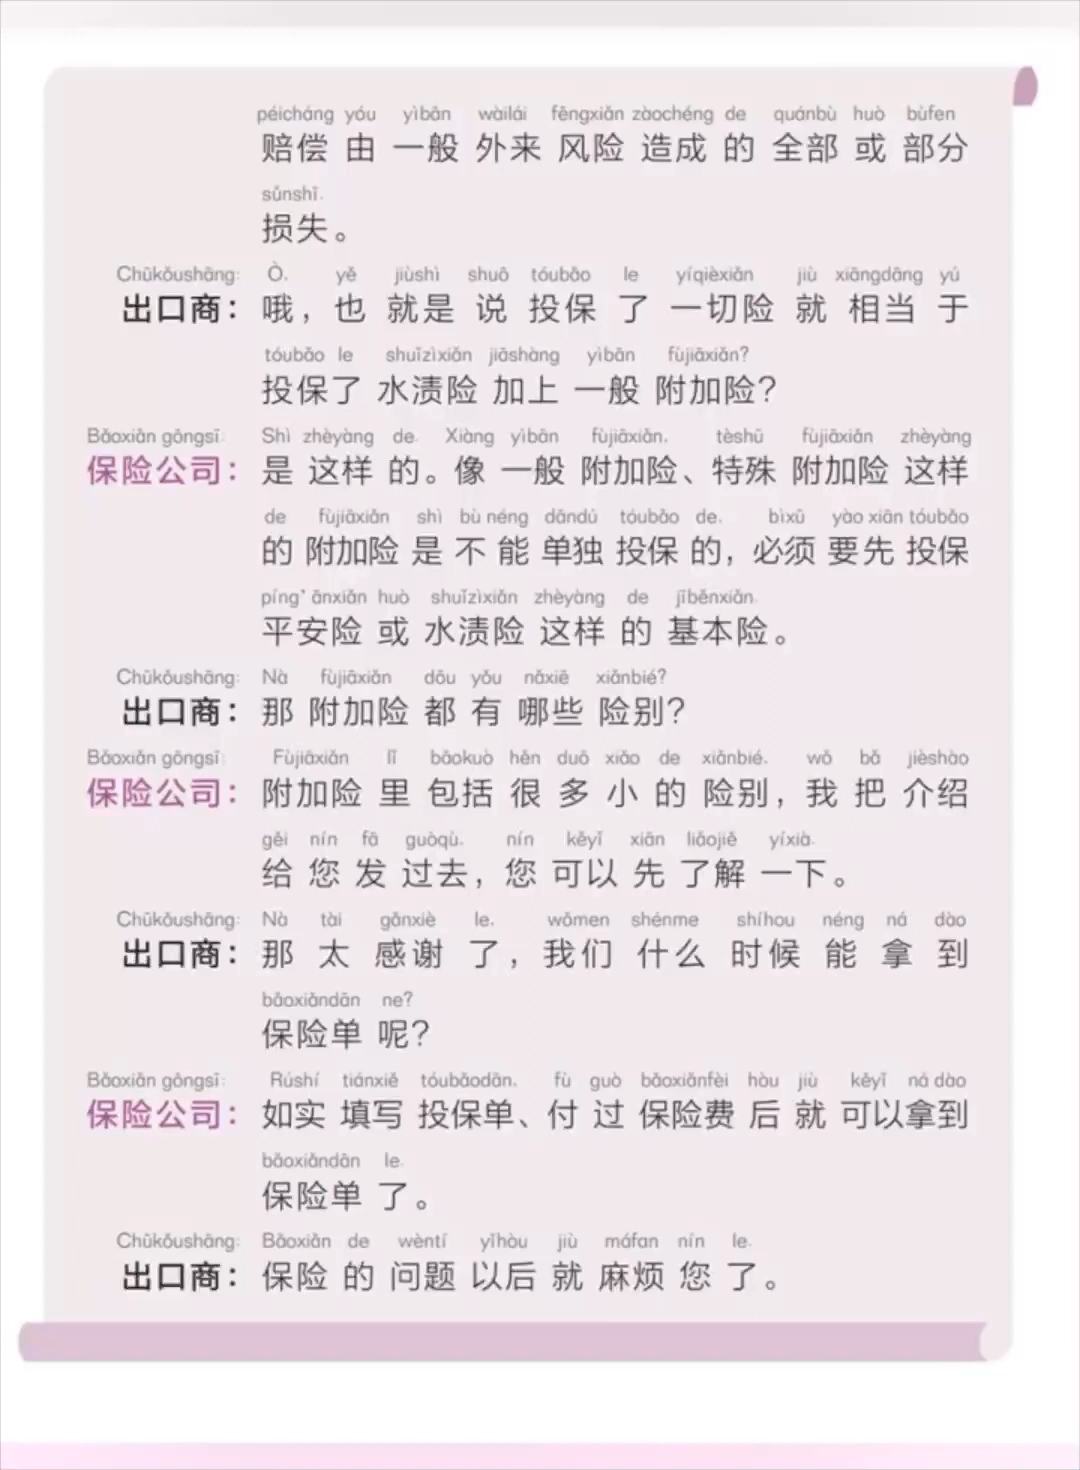 péicháng yóu yìbān wàilái fēngxiǎn zàochéng de quánbù huò bùfen
赔偿 由 一般 外来 风险 造成 的 全部 或 部分
sǔnshī.
损失。
Chūkǒushāng: Ò, yě jiùshì shuō tóubǎo le yíqièxiǎn jiù xiāngdāng yú
出口商：哦，也 就是 说 投保 了 一切险 就 相当 于
tóubǎo le shuǐzìxiǎn jiāshàng yìbān fùjiāxiǎn?
投保了 水渍险 加上 一般 附加险？
Bǎoxiǎn gōngsī: Shì zhèyàng de. Xiàng yìbān fùjiāxiǎn, tèshū fùjiāxiǎn zhèyàng
保险公司：是 这样 的。像 一般 附加险、特殊 附加险 这样
de fùjiāxiǎn shì bù néng dāndú tóubǎo de, bìxū yào xiān tóubǎo
的 附加险 是 不 能 单独 投保 的，必须 要先 投保
píng'ānxiǎn huò shuǐzìxiǎn zhèyàng de jīběnxiǎn.
平安险 或 水渍险 这样 的 基本险。
Chūkǒushāng: Nà fùjiāxiǎn dōu yǒu nǎxiē xiǎnbié?
出口商：那 附加险 都 有 哪些 险别？
Bǎoxiǎn gōngsī: Fùjiāxiǎn lǐ bāokuò hěn duō xiǎo de xiǎnbié, wǒ bǎ jièshào
保险公司：附加险 里 包括 很 多 小 的 险别，我 把 介绍
gěi nín fā guòqù, nín kěyǐ xiān liǎojiě yíxià.
给 您 发 过去，您 可以 先 了解 一下。
Chūkǒushāng: Nà tài gǎnxiè le, wǒmen shénme shíhou néng ná dào
出口商：那 太 感谢 了，我们 什么 时候 能 拿 到
bǎoxiǎndān ne?
保险单 呢？
Bǎoxiǎn gōngsī: Rúshí tiánxiě tóubǎodān, fù guò bǎoxiǎnfèi hòu jiù kěyǐ ná dào
保险公司：如实 填写 投保单、付 过 保险费 后 就 可以拿到
bǎoxiǎndān le.
保险单 了。
Chūkǒushāng: Bǎoxiǎn de wèntí yǐhòu jiù máfan nín le.
出口商：保险 的 问题 以后 就 麻烦 您 了。